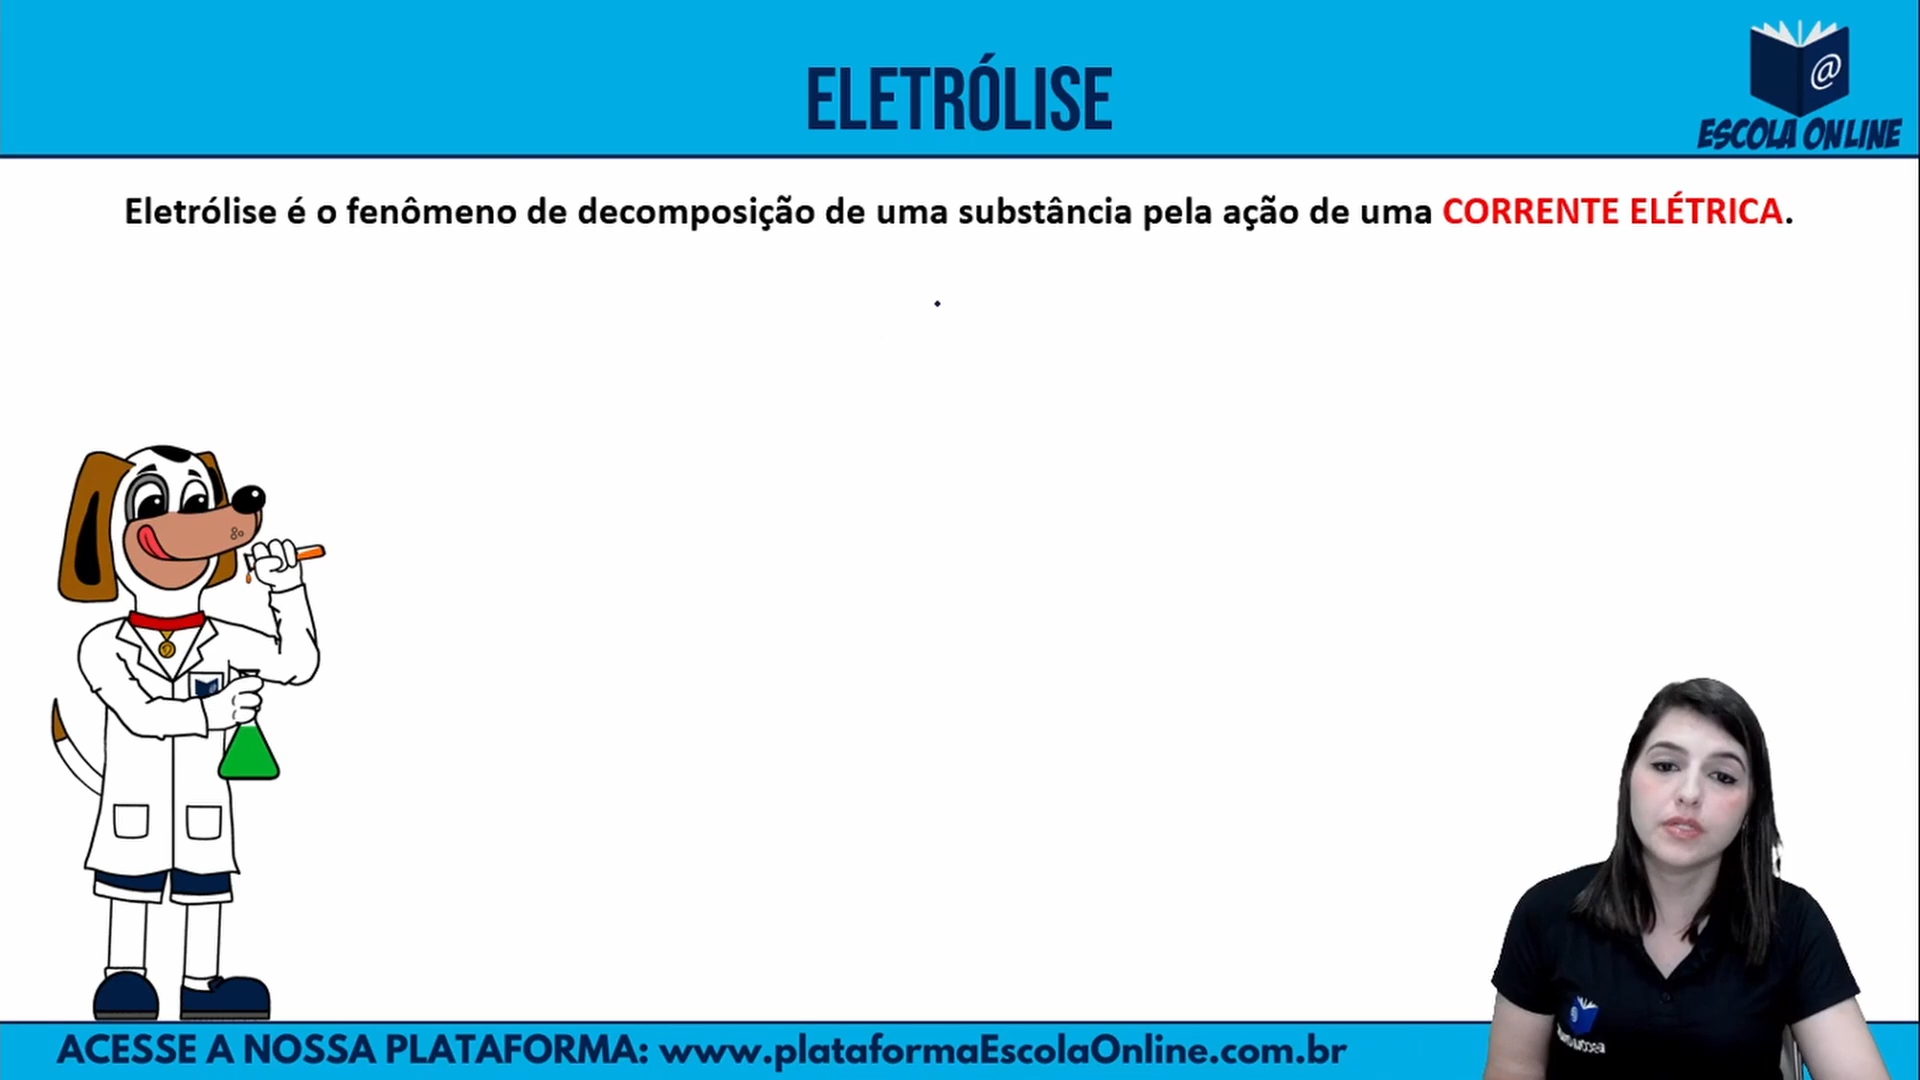 ELETRÓLISE
@
ESCOLA ONLINE
Eletrólise é o fenômeno de decomposição de uma substância pela ação de uma CORRENTE ELÉTRICA.
ACESSE A NOSSA PLATAFORMA: www.plataformaEscolaOnline.com.br